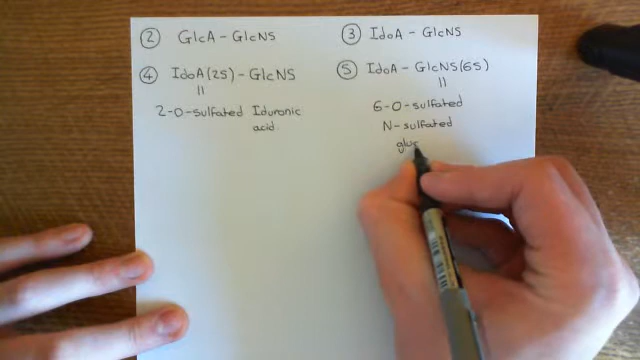 ② GlcA - GlcNS
③ IdoA - GlcNS
④ IdoA(2S) - GlcNS
=
2-O-sulfated Iduronic
acid
⑤ IdoA - GlcNS(6S)
=
6-O-sulfated
N-sulfated
gluc